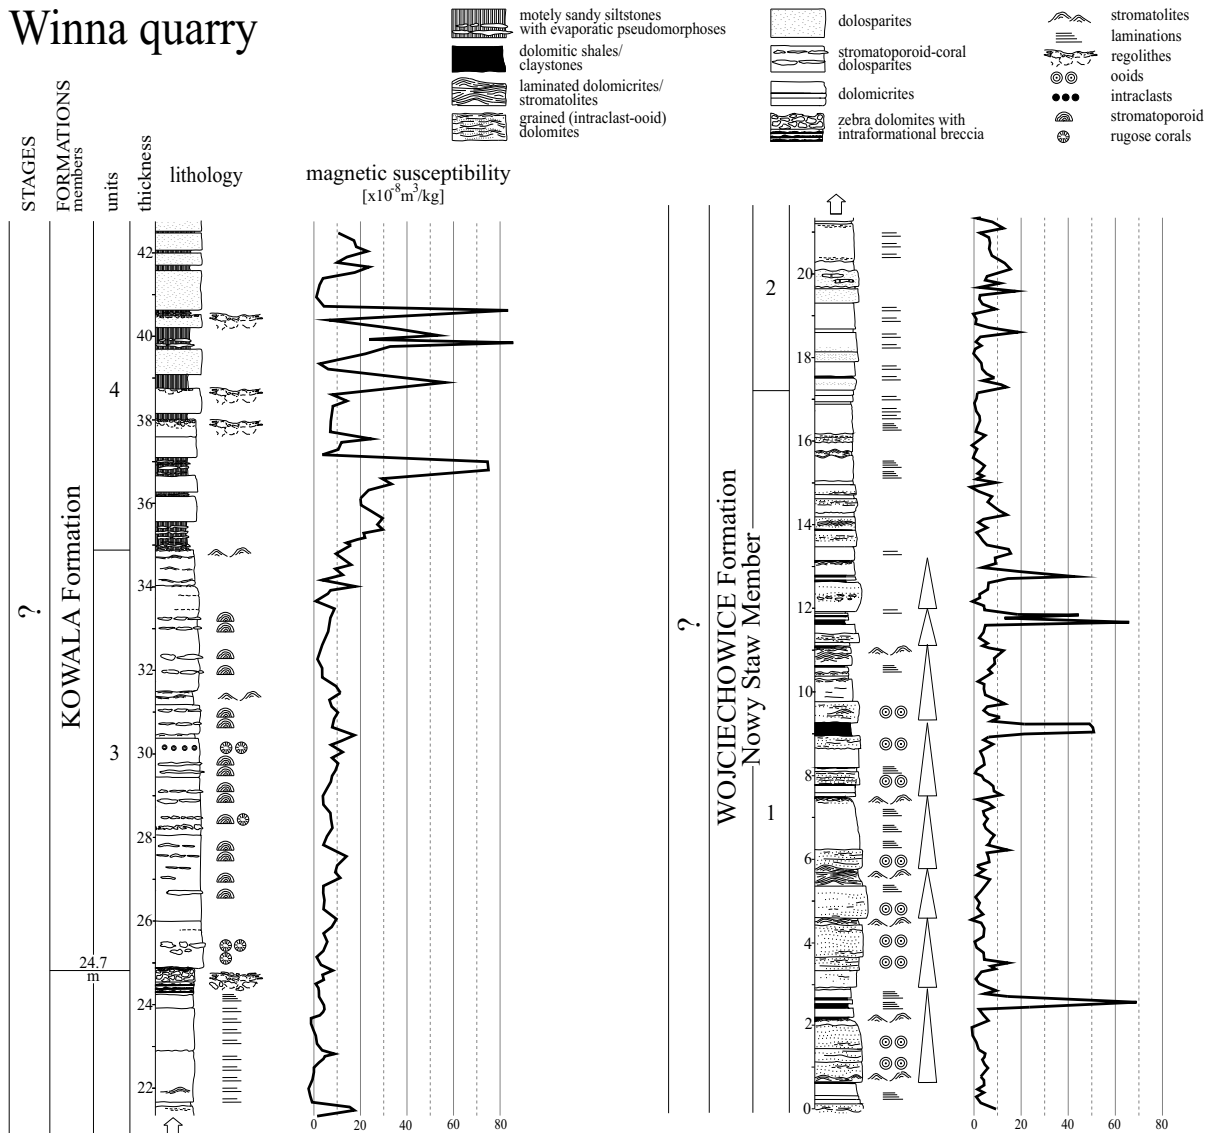 Winna quarry
motely sandy siltstones
with evaporatic pseudomorphoses
dolomitic shales/
claystones
laminated dolomicrites/
stromatolites
grained (intraclast-ooid)
dolomites
dolosparites
stromatoporoid-coral
dolosparites
dolomicrites
zebra dolomites with
intraformational breccia
stromatolites
laminations
regolithes
ooids
intraclasts
stromatoporoid
rugose corals
STAGES
FORMATIONS
members
units
thickness
lithology
magnetic susceptibility
[x10-8m3/kg]
?
KOWALA Formation
4
3
24.7
m
42
40
38
36
34
32
30
28
26
24
22
0 20 40 60 80
?
WOJCIECHOWICE Formation
Nowy Staw Member
2
1
20
18
16
14
12
10
8
6
4
2
0
0 20 40 60 80